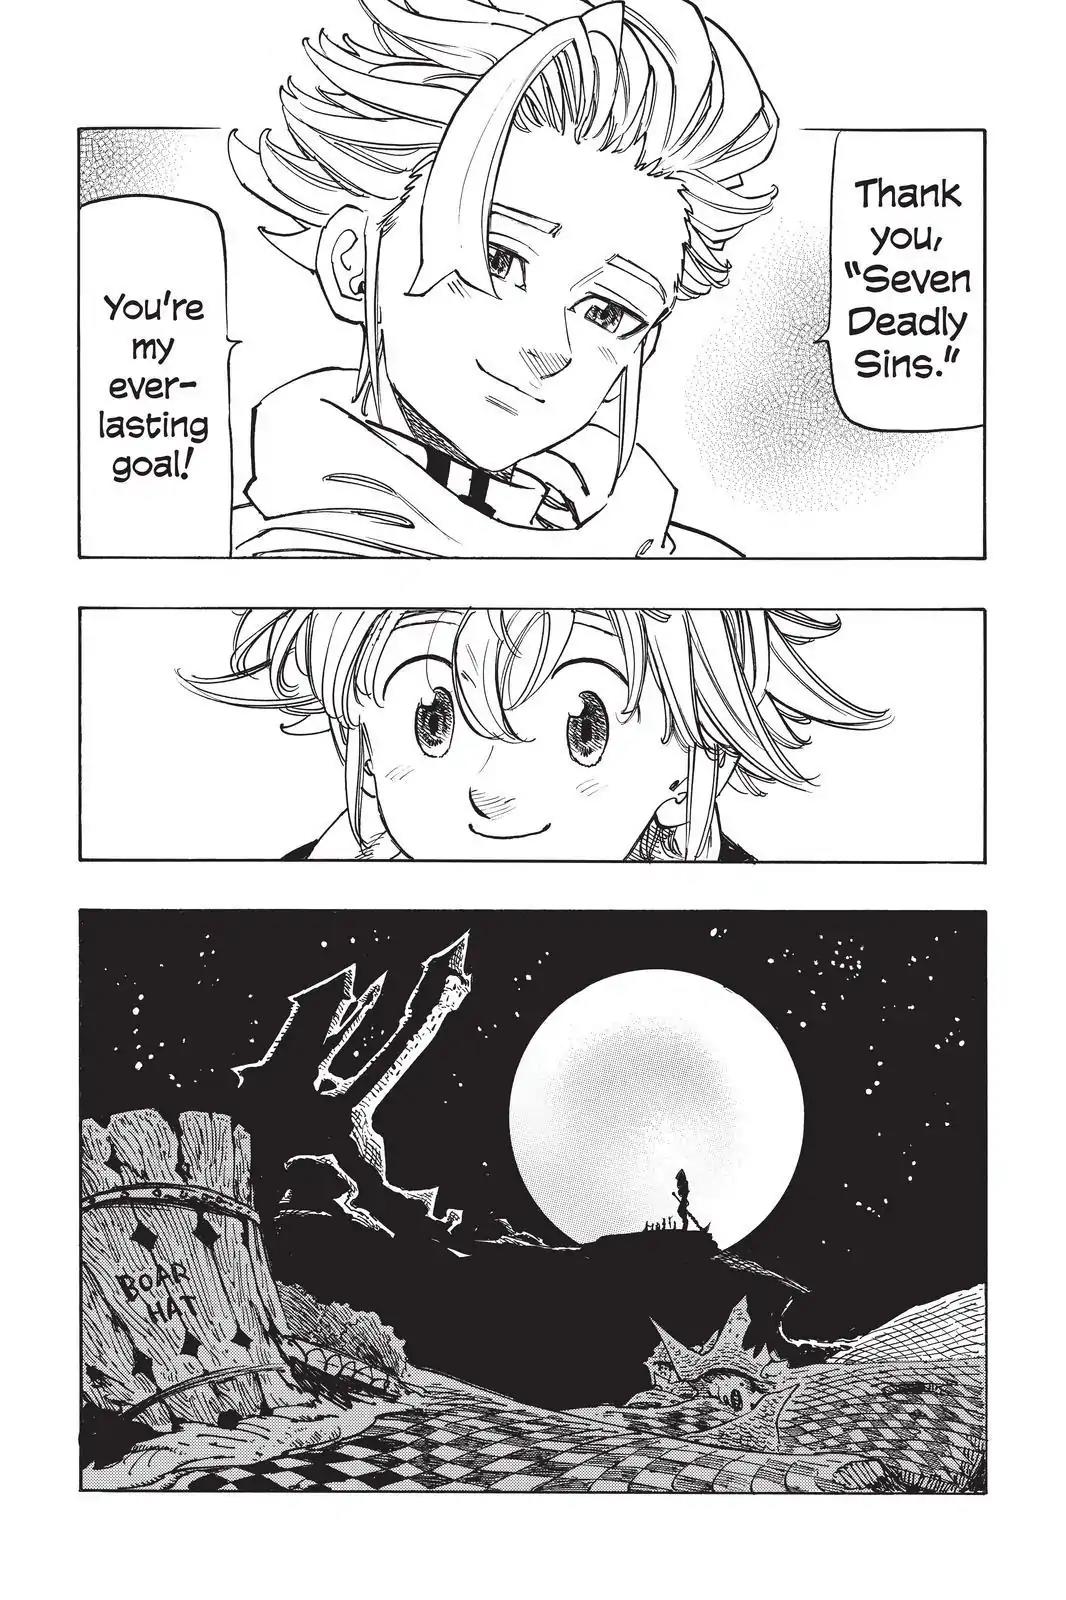 Thank
you,
"Seven
Deadly
Sins."
You're
my
ever-
lasting
goal!
BOAR
HAT